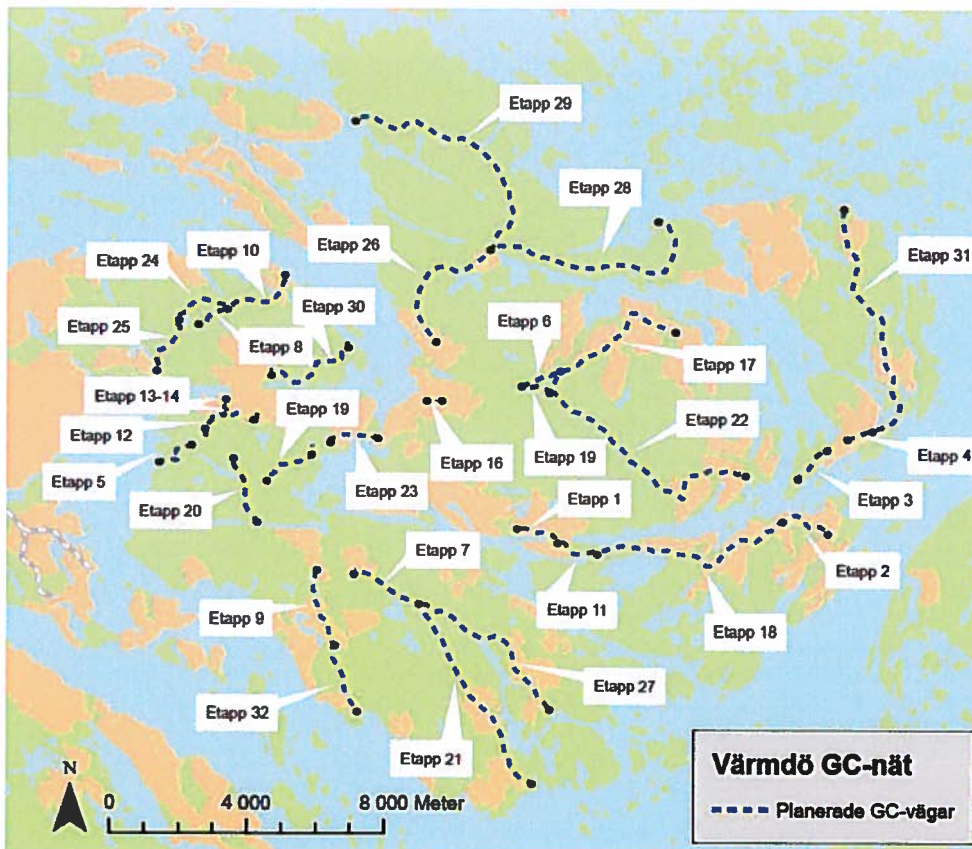 Etapp 29
Etapp 28
Etapp 10
Etapp 24
Etapp 26
Etapp 31
Etapp 30
Etapp 6
Etapp 25
Etapp 8
Etapp 17
Etapp 13-14
Etapp 19
Etapp 22
Etapp 12
Etapp 16
Etapp 19
Etapp 4
Etapp 5
Etapp 23
Etapp 3
Etapp 20
Etapp 1
Etapp 7
Etapp 2
Etapp 9
Etapp 11
Etapp 18
Etapp 27
Etapp 32
Etapp 21
Värmdö GC-nät
Planerade GC-vägar
N
0 4 000 8 000 Meter